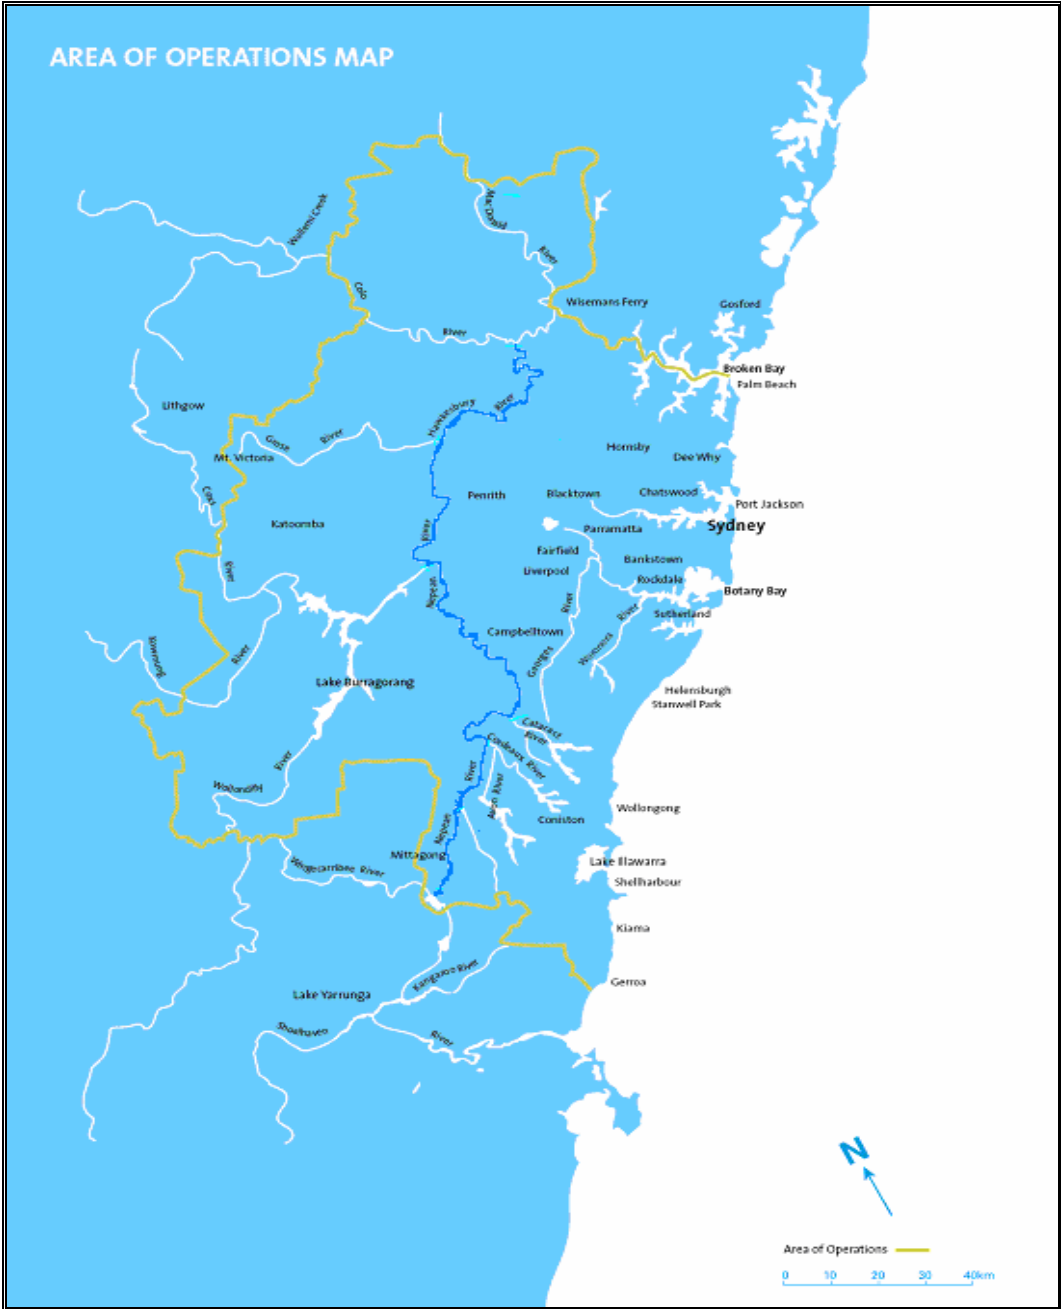 AREA OF OPERATIONS MAP
Wollemi Creek
MacDonald
River
Colo
River
Wisemans Ferry
Gosford
Broken Bay
Palm Beach
Lithgow
Hawkesbury
River
Grose
River
Mt. Victoria
Hornsby
Dee Why
Coxs
River
Penrith
Blacktown
Chatswood
Port Jackson
Katoomba
Parramatta
Sydney
River
Nepean
Fairfield
Liverpool
Bankstown
Rockdale
Botany Bay
Sutherland
River
Georges
River
Woronora
Campbelltown
Kowmung
River
Lake Burragorang
Helensburgh
Stanwell Park
Cataract
River
Cordeaux River
Avon River
River
Nepean
River
Wollondilly
Wollongong
Coniston
Mittagong
Lake Illawarra
Wingecarribee River
Shellharbour
Kiama
Kangaroo River
Gerroa
Lake Yarrunga
Shoalhaven
River
N
Area of Operations
0 10 20 30 40km